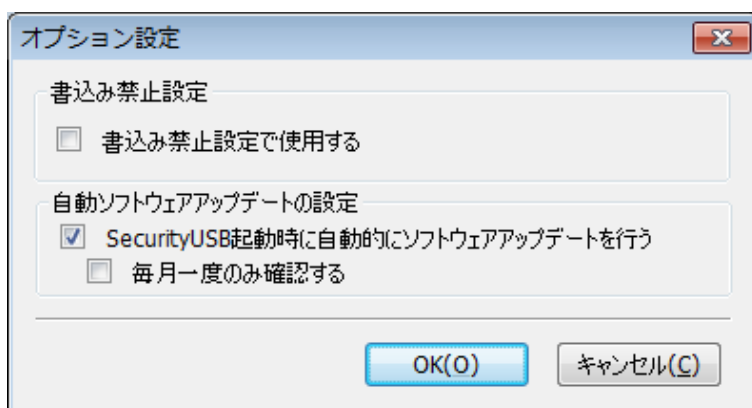 オプション設定
書込み禁止設定
書込み禁止設定で使用する
自動ソフトウェアアップデートの設定
SecurityUSB起動時に自動的にソフトウェアアップデートを行う
毎月一度のみ確認する
OK(O) キャンセル(C)